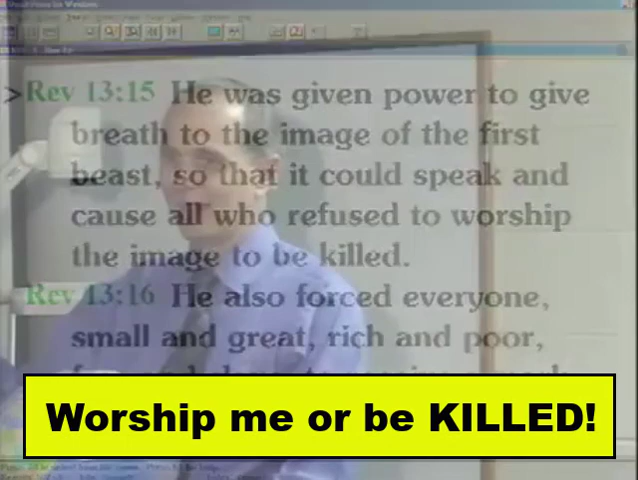 > Rev 13:15 He was given power to give
breath to the image of the first
beast, so that it could speak and
cause all who refused to worship
the image to be killed.
Rev 13:16 He also forced everyone,
small and great, rich and poor,
Worship me or be KILLED!